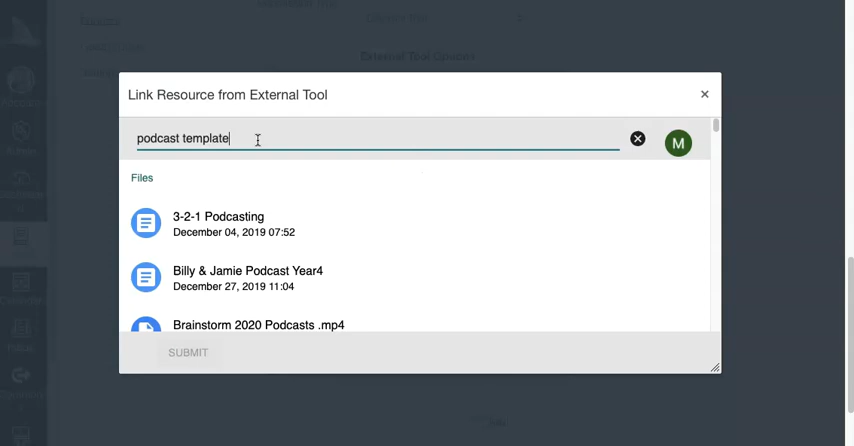 External Tool Options
Link Resource from External Tool
×
podcast template
M
Files
3-2-1 Podcasting
December 04, 2019 07:52
Billy & Jamie Podcast Year4
December 27, 2019 11:04
Brainstorm 2020 Podcasts .mp4
SUBMIT